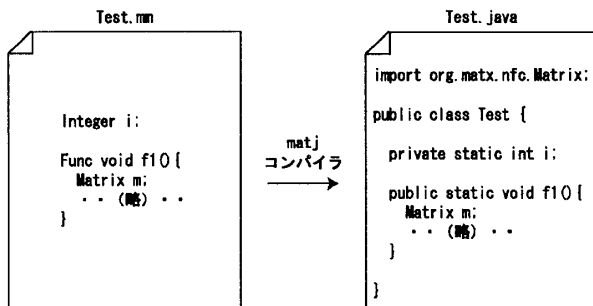 Test.mm
Integer i;
Func void f1(){
Matrix m;
・・（略）・・
}
matj
コンパイラ
Test.java
import org.matx.nfc.Matrix;
public class Test {
private static int i;
public static void f1(){
Matrix m;
・・（略）・・
}
}